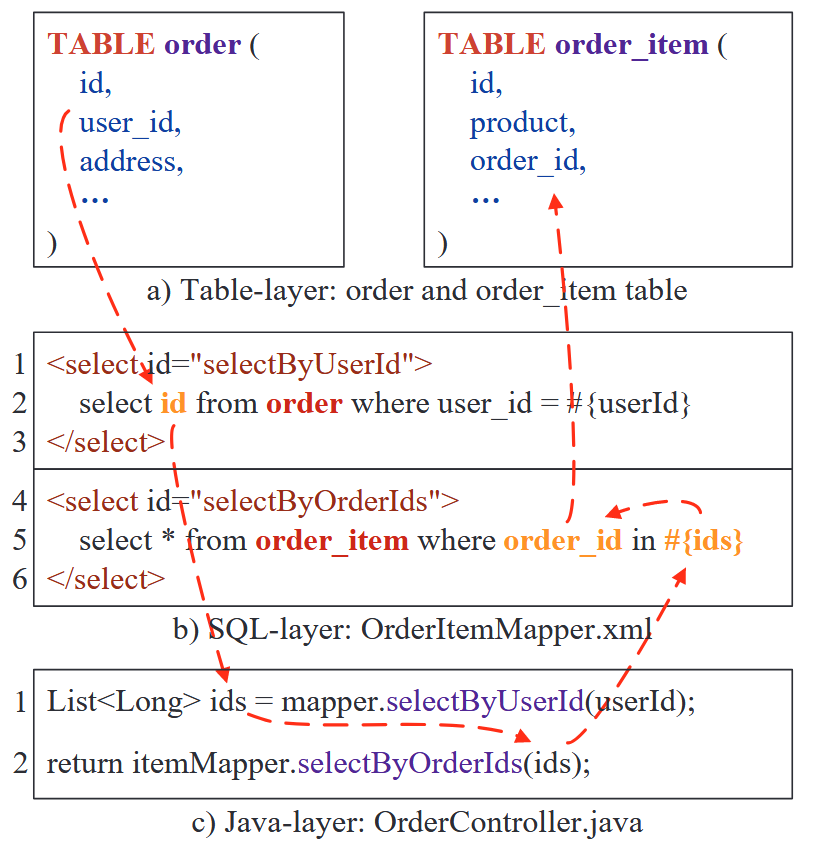 TABLE order (
id,
user_id,
address,
...
)
TABLE order_item (
id,
product,
order_id,
...
)
a) Table-layer: order and order_item table
1 <select id="selectByUserId">
2 select id from order where user_id = #{userId}
3 </select>
4 <select id="selectByOrderIds">
5 select * from order_item where order_id in #{ids}
6 </select>
b) SQL-layer: OrderItemMapper.xml
1 List<Long> ids = mapper.selectByUserId(userId);
2 return itemMapper.selectByOrderIds(ids);
c) Java-layer: OrderController.java